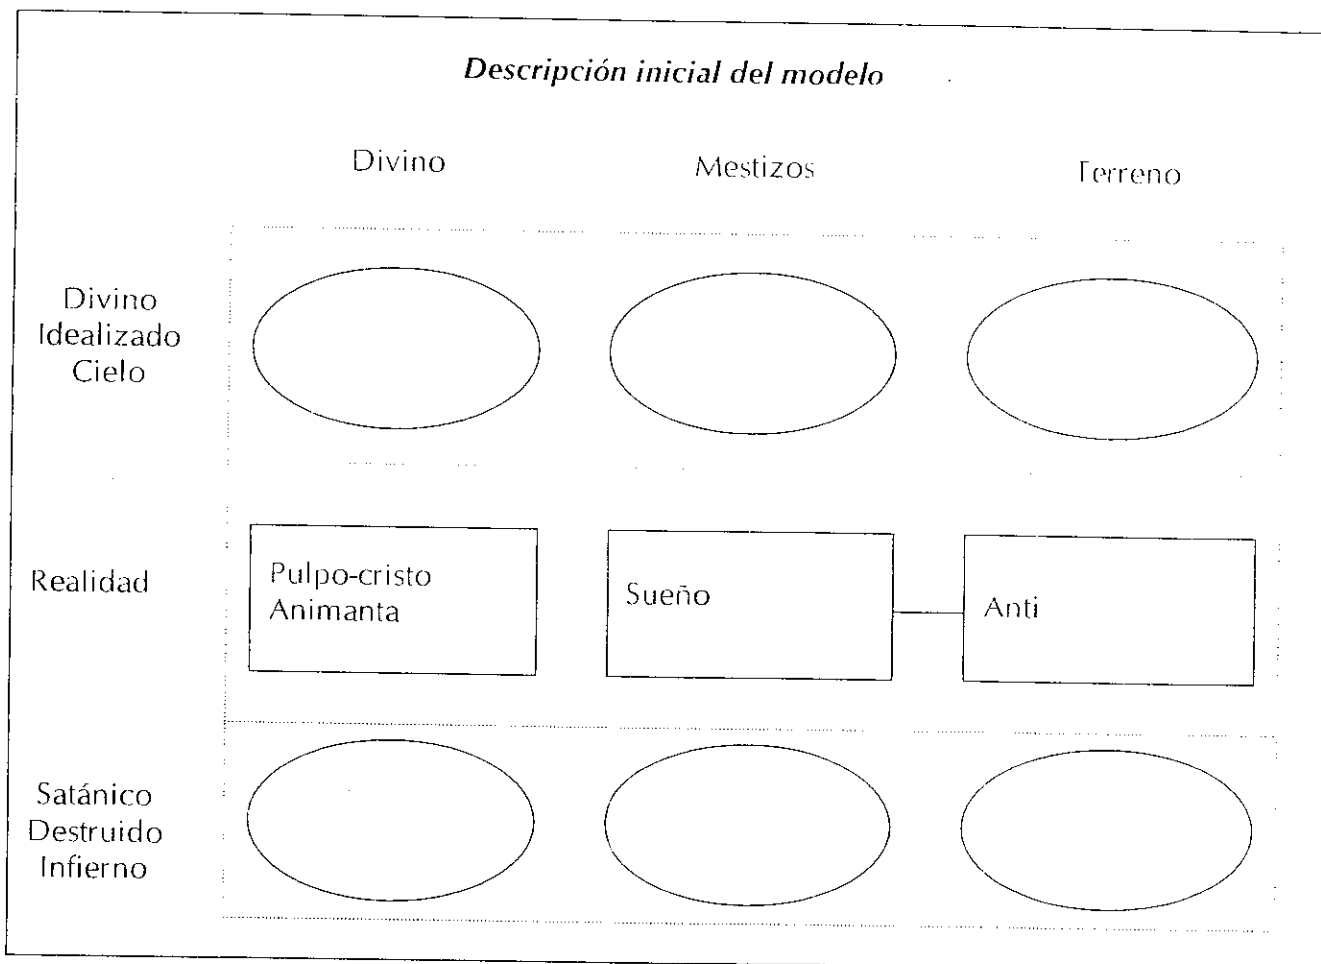 Descripción inicial del modelo
Divino
Mestizos
Terreno
Divino
Idealizado
Cielo
Realidad
Pulpo-cristo
Animanta
Sueño
Anti
Satánico
Destruido
Infierno